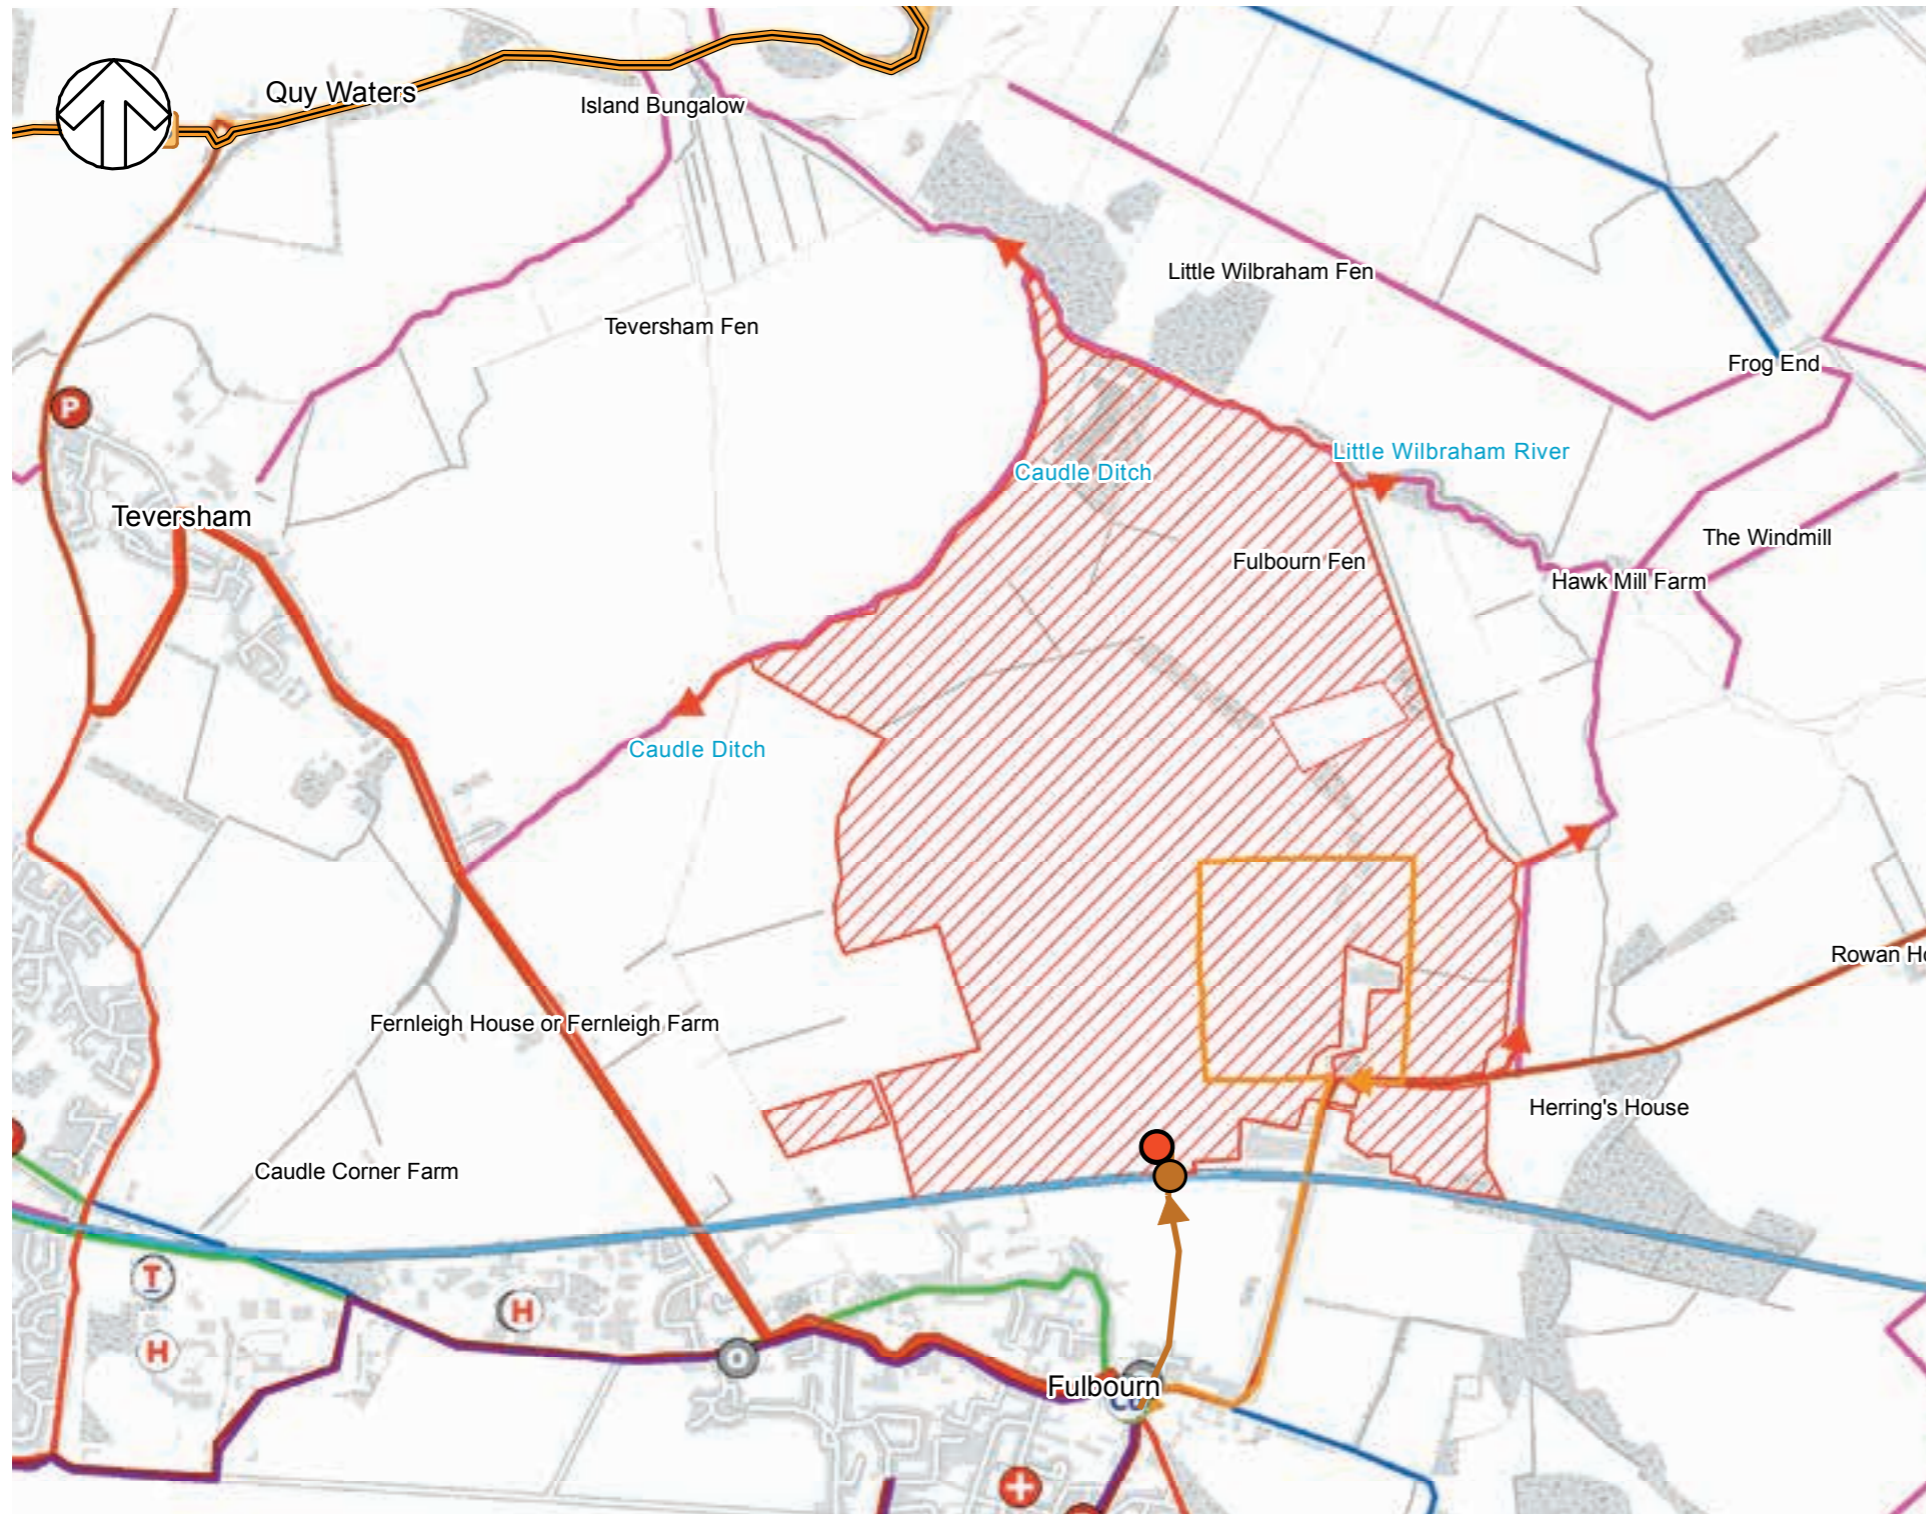 Quy Waters
Island Bungalow
Little Wilbraham Fen
Teversham Fen
Frog End
P
Little Wilbraham River
Caudle Ditch
Teversham
The Windmill
Fulbourn Fen
Hawk Mill Farm
Caudle Ditch
Rowan Ho
Fernleigh House or Fernleigh Farm
Herring's House
Caudle Corner Farm
T
H
H
Fulbourn